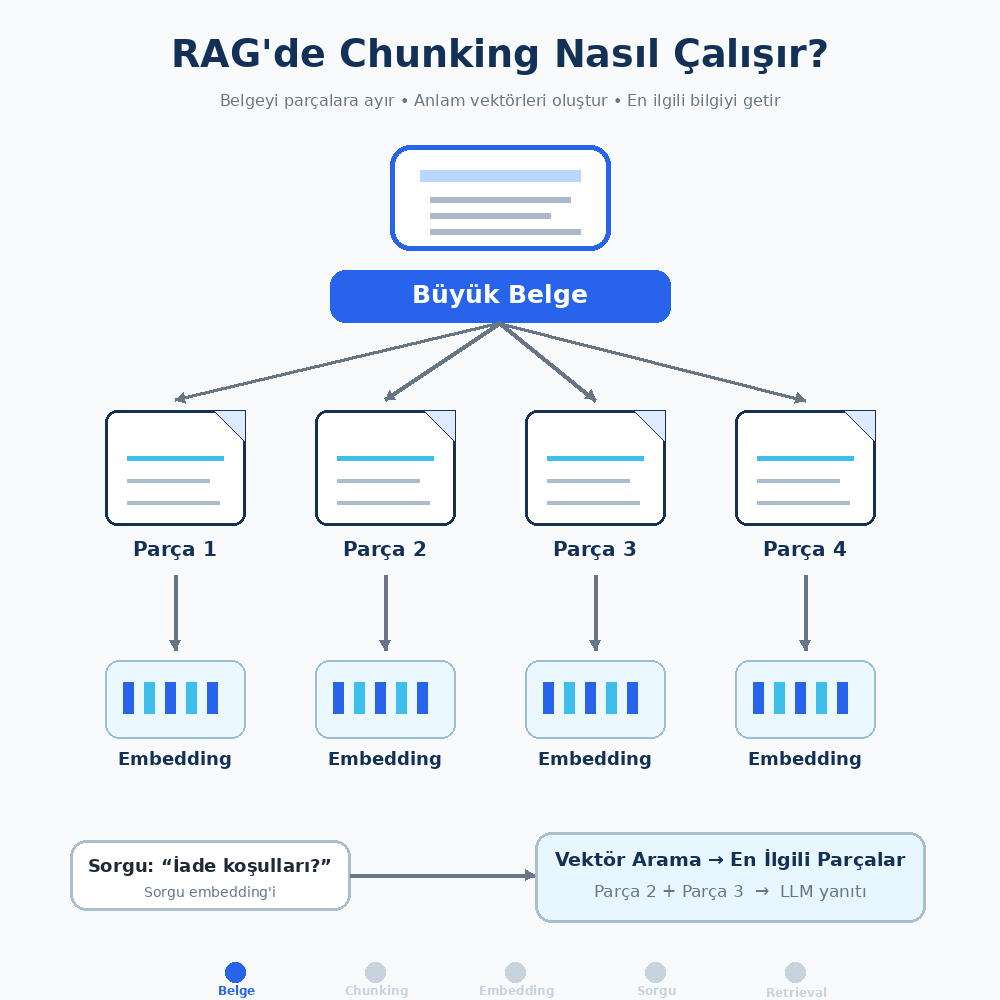 RAG'de Chunking Nasıl Çalışır?
Belgeyi parçalara ayır • Anlam vektörleri oluştur • En ilgili bilgiyi getir
Büyük Belge
Parça 1
Parça 2
Parça 3
Parça 4
Embedding
Embedding
Embedding
Embedding
Sorgu: “İade koşulları?”
Sorgu embedding'i
Vektör Arama → En İlgili Parçalar
Parça 2 + Parça 3 → LLM yanıtı
Belge
Chunking
Embedding
Sorgu
Retrieval